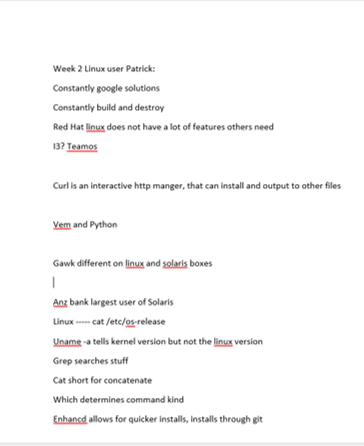 Week 2 Linux user Patrick:
Constantly google solutions
Constantly build and destroy
Red Hat linux does not have a lot of features others need
I3? Teamos
Curl is an interactive http manger, that can install and output to other files
Vem and Python
Gawk different on linux and solaris boxes
Anz bank largest user of Solaris
Linux ----- cat /etc/os-release
Uname -a tells kernel version but not the linux version
Grep searches stuff
Cat short for concatenate
Which determines command kind
Enhancd allows for quicker installs, installs through git